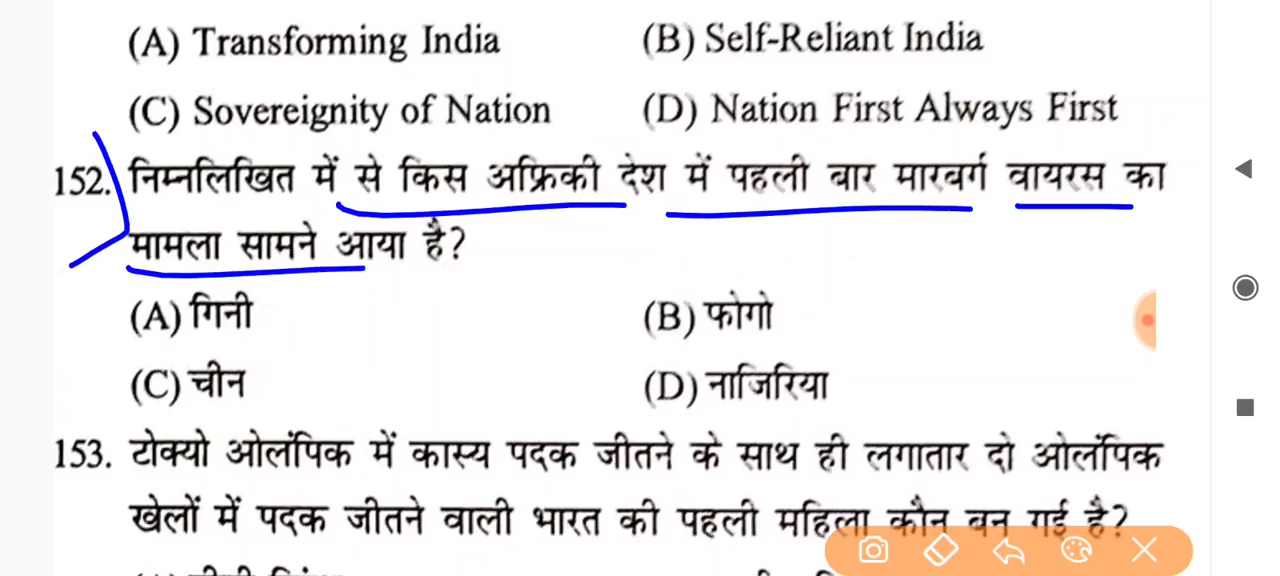 (A) Transforming India (B) Self-Reliant India
(C) Sovereignity of Nation (D) Nation First Always First
152. निम्नलिखित में से किस अफ्रिकी देश में पहली बार मारबर्ग वायरस का
मामला सामने आया है?
(A) गिनी (B) फोगो
(C) चीन (D) नाजिरिया
153. टोक्यो ओलंपिक में कास्य पदक जीतने के साथ ही लगातार दो ओलंपिक
खेलों में पदक जीतने वाली भारत की पहली महिला कौन बन गई है?